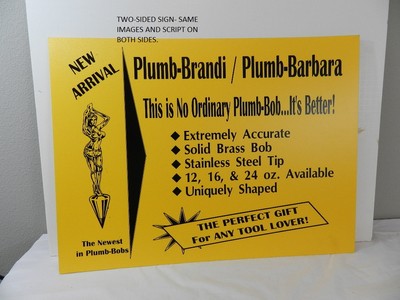 TWO-SIDED SIGN- SAME
IMAGES AND SCRIPT ON
BOTH SIDES.
NEW
ARRIVAL
Plumb-Brandi / Plumb-Barbara
This is No Ordinary Plumb-Bob...It's Better!
◆ Extremely Accurate
◆ Solid Brass Bob
◆ Stainless Steel Tip
◆ 12, 16, & 24 oz. Available
◆ Uniquely Shaped
The Newest
in Plumb-Bobs
THE PERFECT GIFT
For ANY TOOL LOVER!